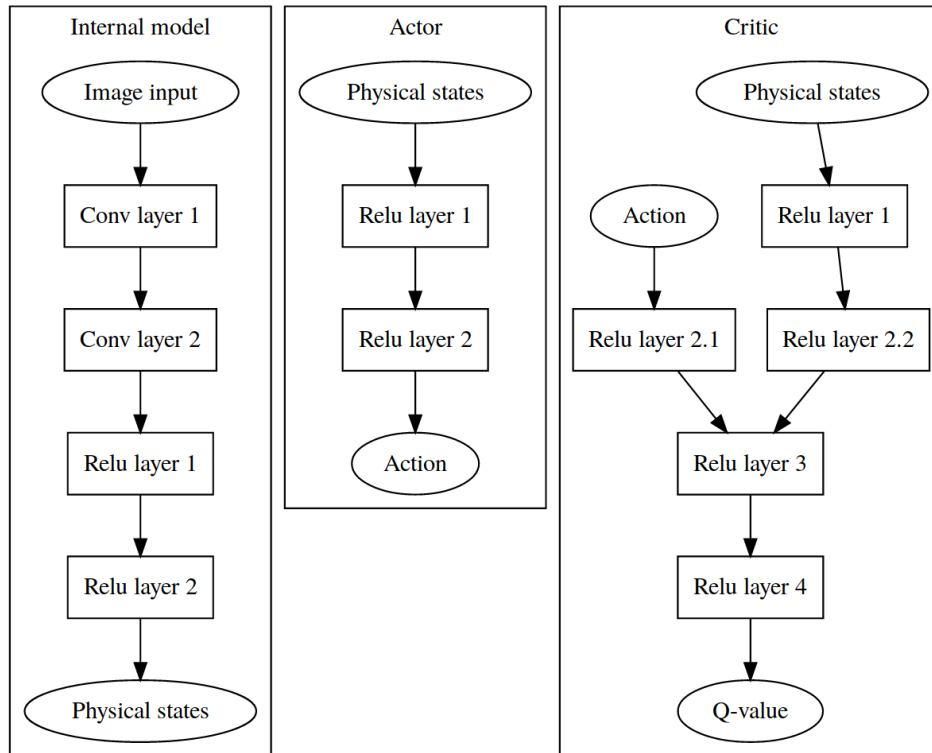 Internal model
Image input
Conv layer 1
Conv layer 2
Relu layer 1
Relu layer 2
Physical states
Actor
Physical states
Relu layer 1
Relu layer 2
Action
Critic
Physical states
Action
Relu layer 1
Relu layer 2.1
Relu layer 2.2
Relu layer 3
Relu layer 4
Q-value